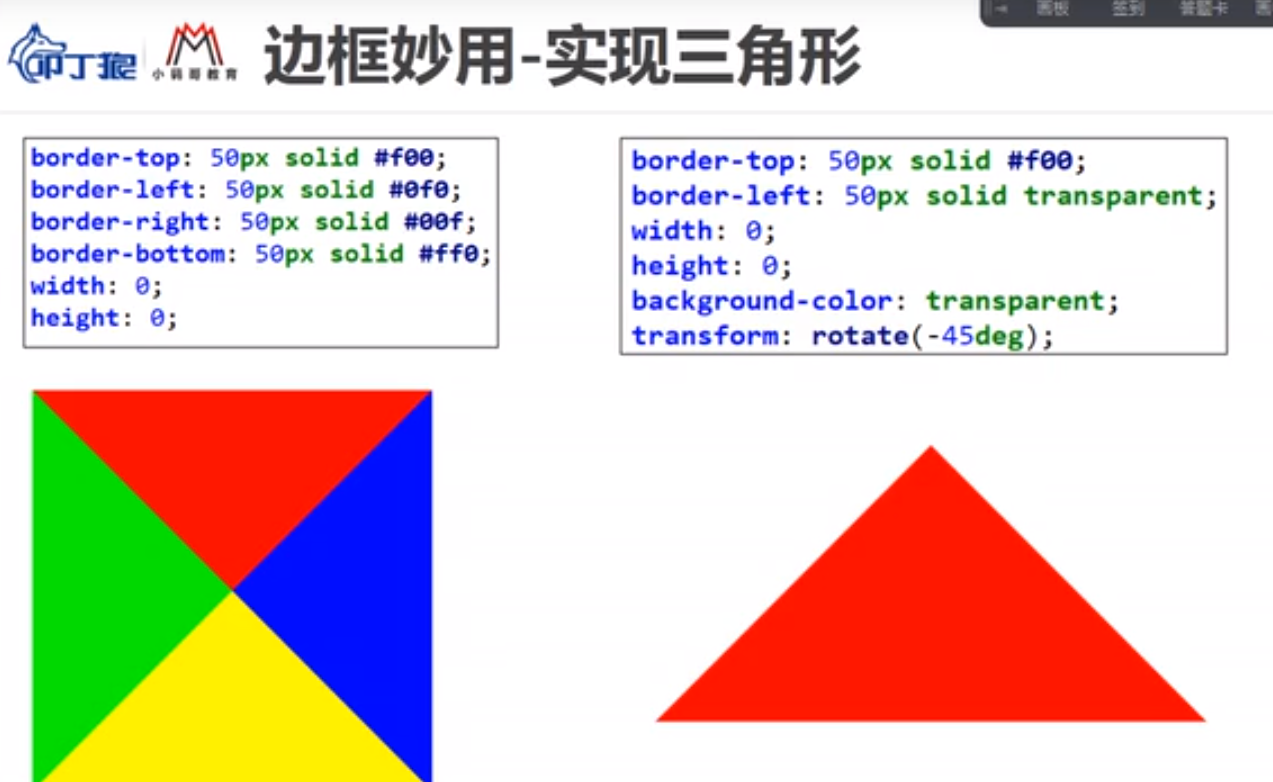 画板 签到 答题卡
叩丁狼 小码哥教育 边框妙用-实现三角形
border-top: 50px solid #f00;
border-left: 50px solid #0f0;
border-right: 50px solid #00f;
border-bottom: 50px solid #ff0;
width: 0;
height: 0;
border-top: 50px solid #f00;
border-left: 50px solid transparent;
width: 0;
height: 0;
background-color: transparent;
transform: rotate(-45deg);